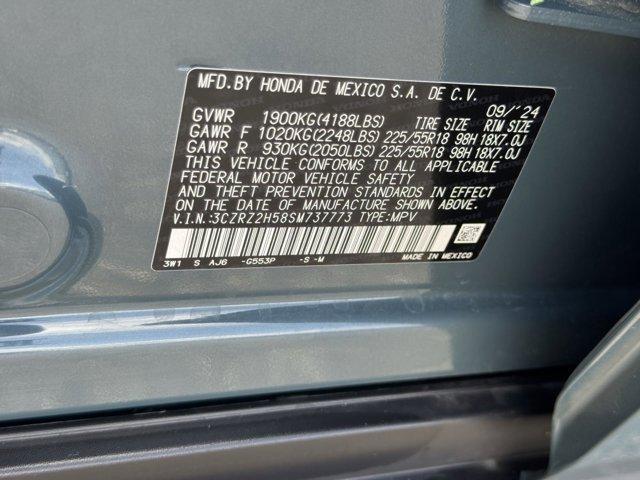 MFD.BY HONDA DE MEXICO S.A. DE C.V.
09/'24
GVWR 1900KG(4188LBS) TIRE SIZE RIM SIZE
GAWR F 1020KG(2248LBS) 225/55R18 98H 18X7.0J
GAWR R 930KG(2050LBS) 225/55R18 98H 18X7.0J
THIS VEHICLE CONFORMS TO ALL APPLICABLE
FEDERAL MOTOR VEHICLE SAFETY
AND THEFT PREVENTION STANDARDS IN EFFECT
ON THE DATE OF MANUFACTURE SHOWN ABOVE.
V.I.N.:3CZRZ2H58SM737773 TYPE:MPV
3W1 S AJ6 -G553P -S -M MADE IN MEXICO